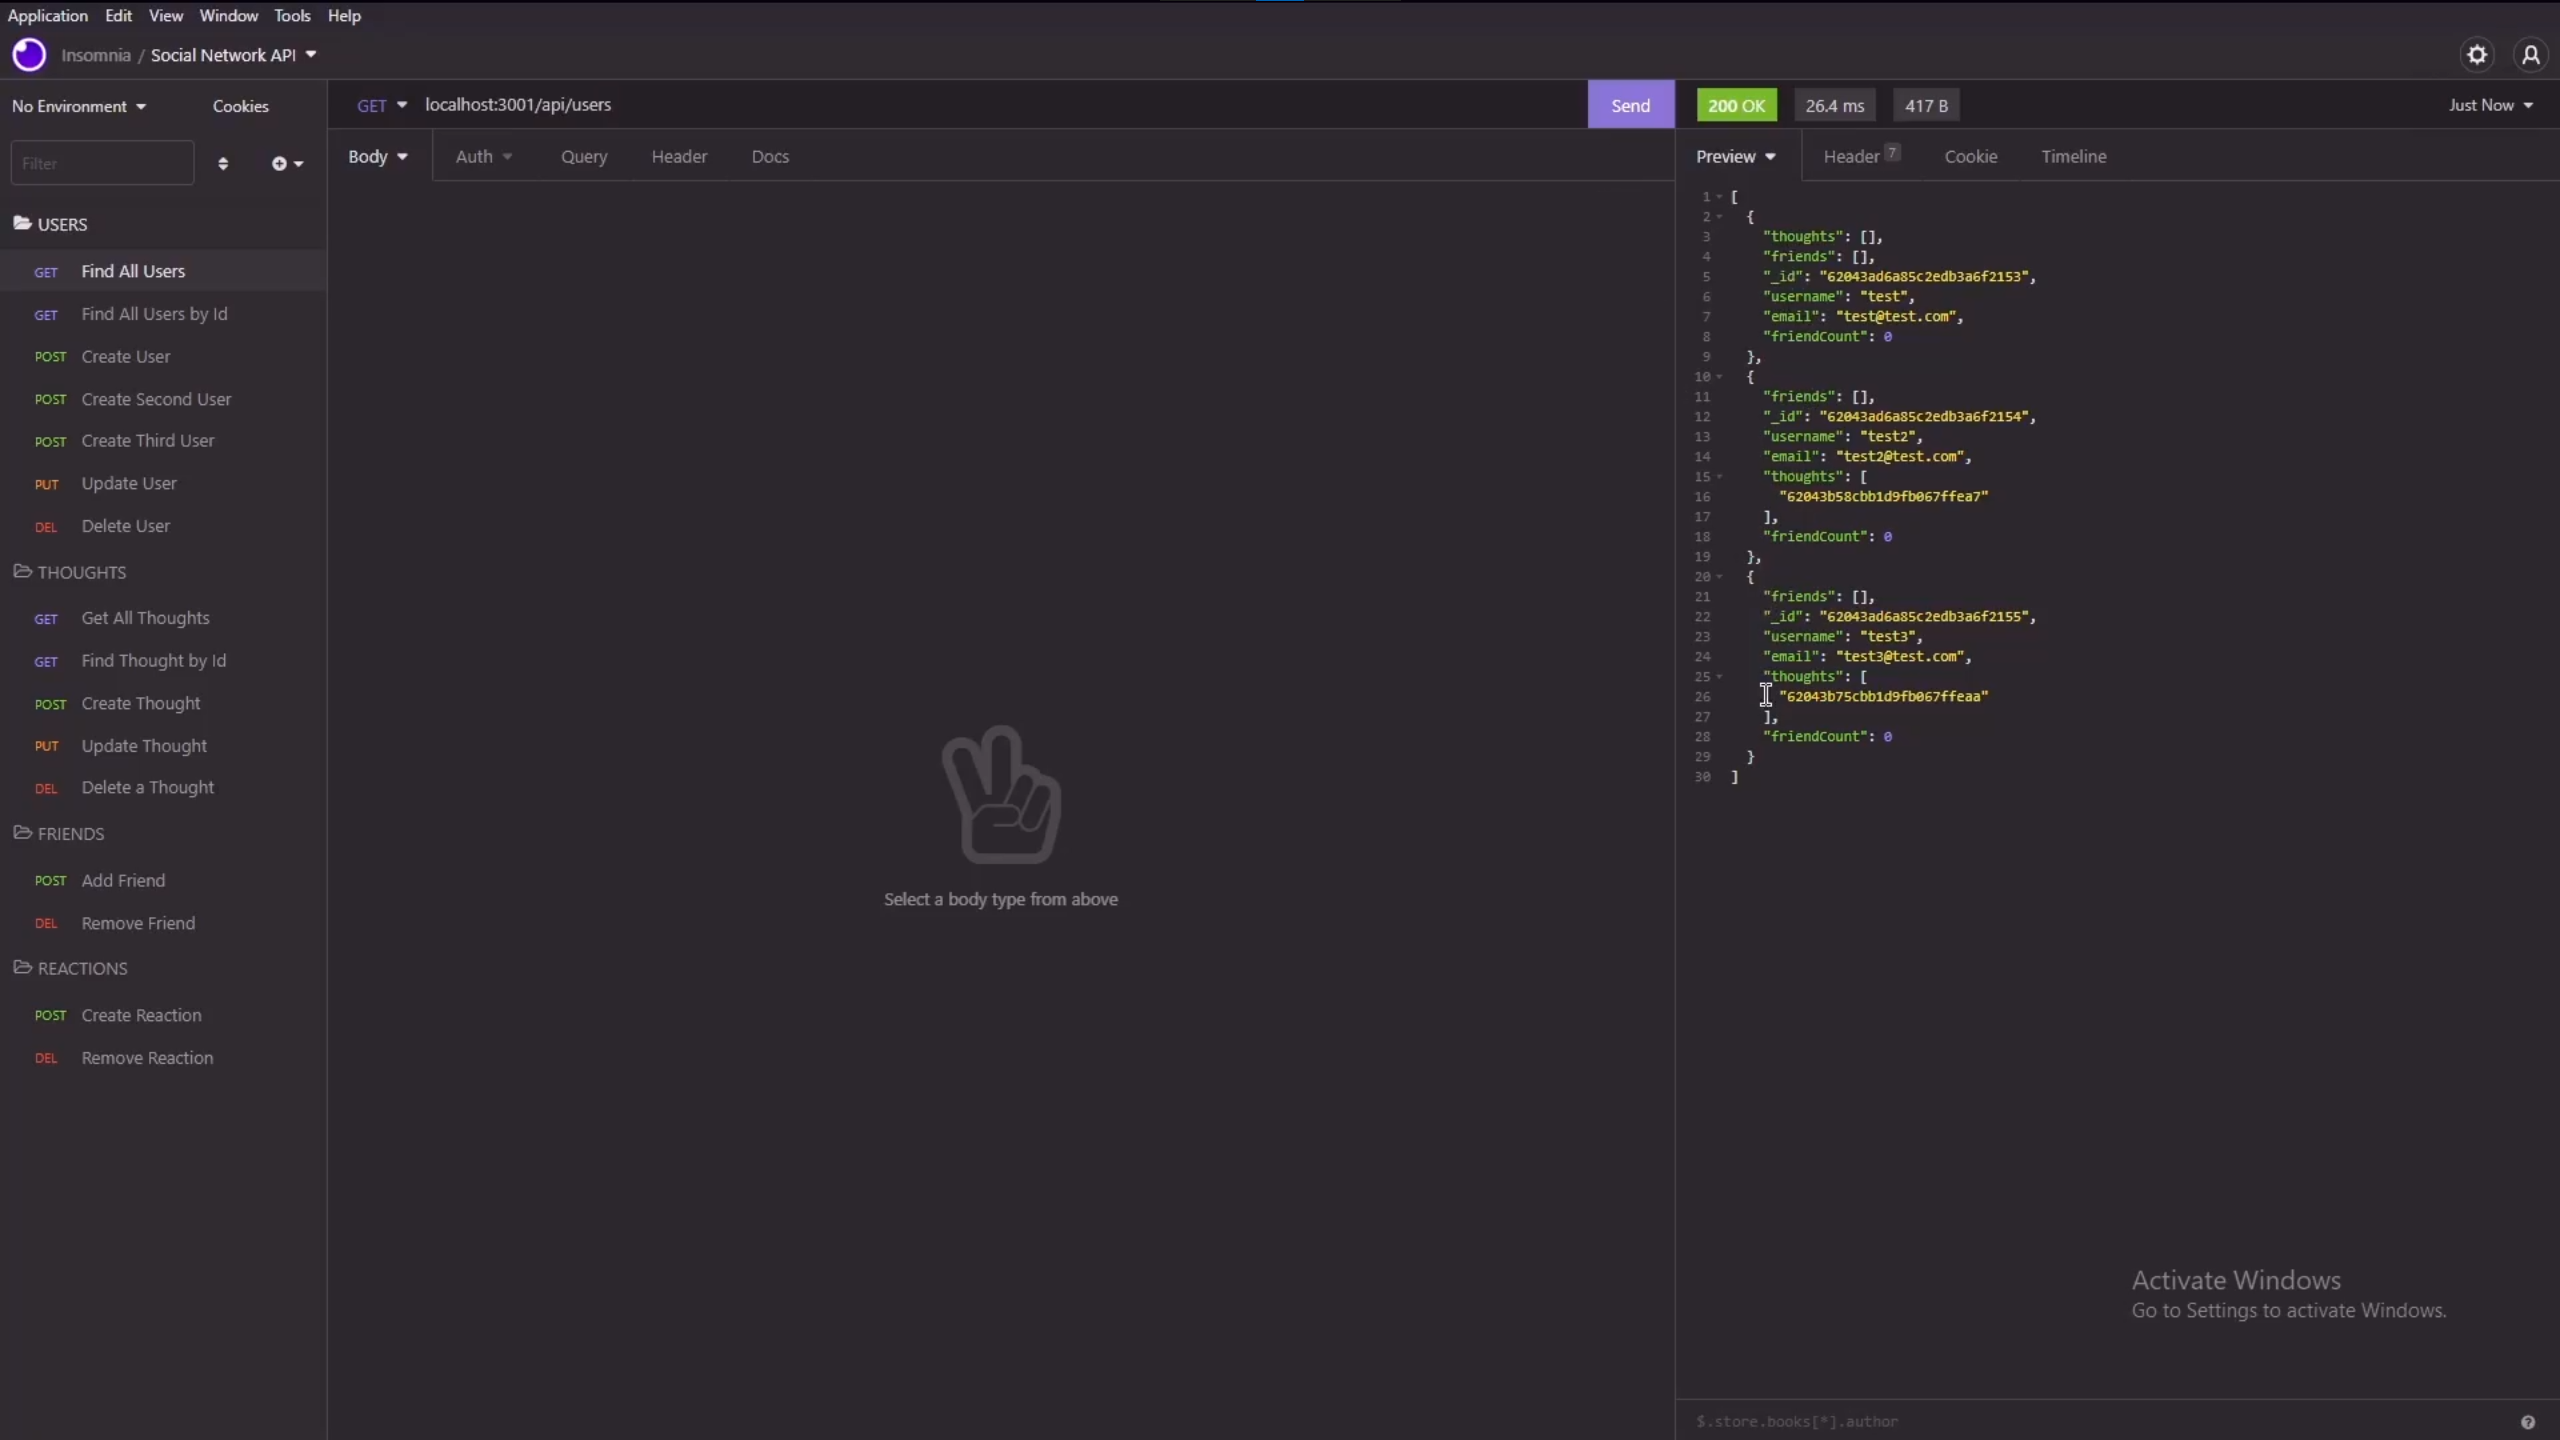 Application Edit View Window Tools Help
Insomnia / Social Network API
No Environment Cookies
GET localhost:3001/api/users Send
200 OK 26.4 ms 417 B Just Now
Filter
Body Auth Query Header Docs
Preview Header 7 Cookie Timeline
USERS
GET Find All Users
GET Find All Users by Id
POST Create User
POST Create Second User
POST Create Third User
PUT Update User
DEL Delete User
THOUGHTS
GET Get All Thoughts
GET Find Thought by Id
POST Create Thought
PUT Update Thought
DEL Delete a Thought
FRIENDS
POST Add Friend
DEL Remove Friend
REACTIONS
POST Create Reaction
DEL Remove Reaction
Select a body type from above
1 [
2 {
3 "thoughts": [],
4 "friends": [],
5 "_id": "62043ad6a85c2edb3a6f2153",
6 "username": "test",
7 "email": "test@test.com",
8 "friendCount": 0
9 },
10 {
11 "friends": [],
12 "_id": "62043ad6a85c2edb3a6f2154",
13 "username": "test2",
14 "email": "test2@test.com",
15 "thoughts": [
16 "62043b58cbb1d9fb067ffea7"
17 ],
18 "friendCount": 0
19 },
20 {
21 "friends": [],
22 "_id": "62043ad6a85c2edb3a6f2155",
23 "username": "test3",
24 "email": "test3@test.com",
25 "thoughts": [
26 "62043b75cbb1d9fb067ffeaa"
27 ],
28 "friendCount": 0
29 }
30 ]
Activate Windows
Go to Settings to activate Windows.
$.store.books[*].author